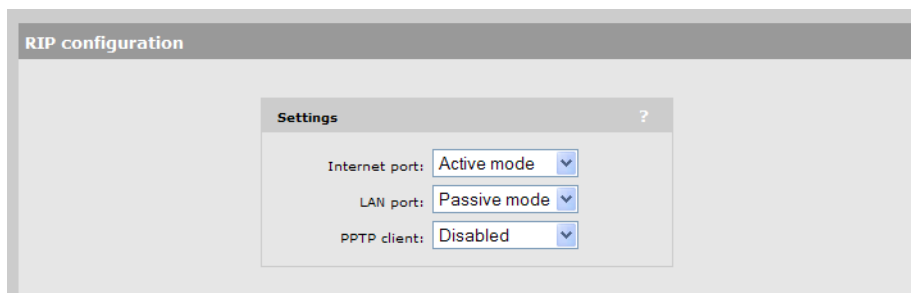 RIP configuration
Settings ?
Internet port: Active mode
LAN port: Passive mode
PPTP client: Disabled